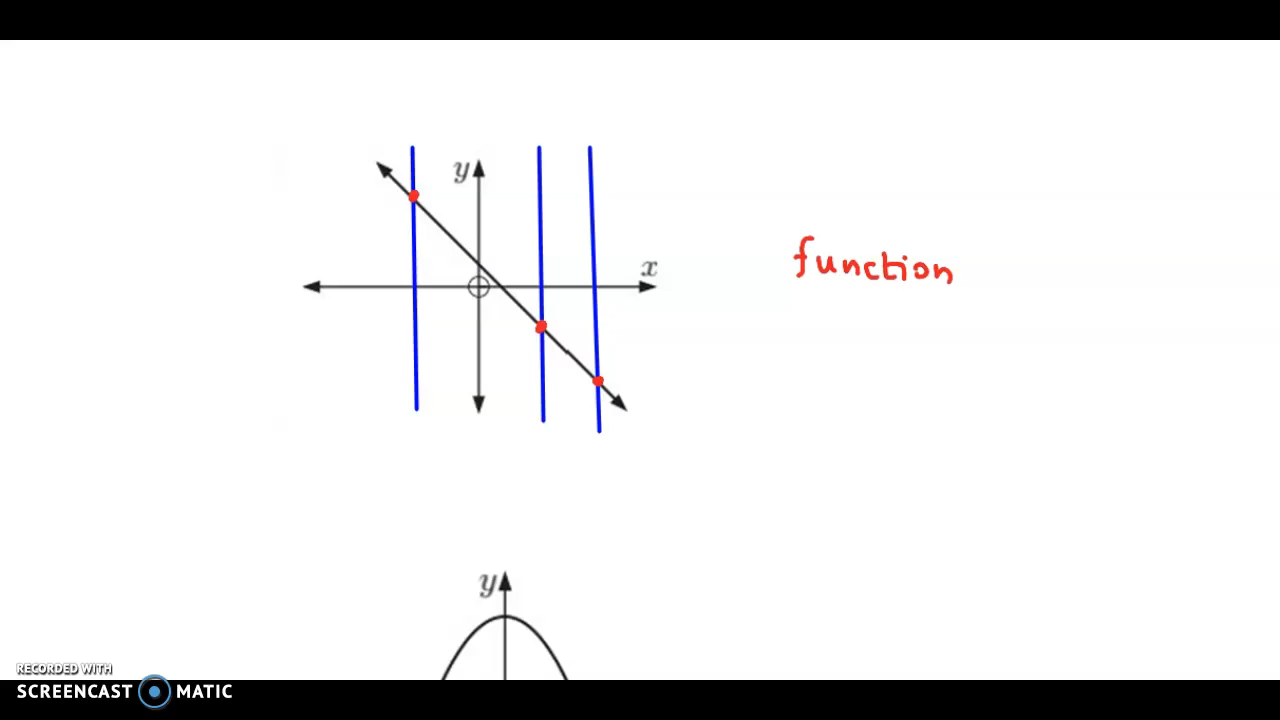 y
x
function
y
RECORDED WITH
SCREENCAST MATIC